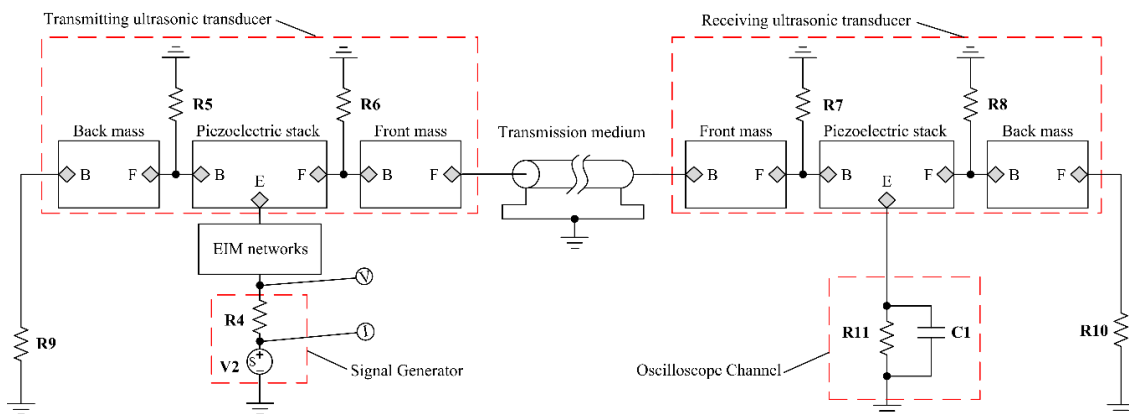 Transmitting ultrasonic transducer
Receiving ultrasonic transducer
R5
R6
R7
R8
Back mass
Piezoelectric stack
Front mass
Transmission medium
Front mass
Piezoelectric stack
Back mass
B F
B F
E
B F
B F
B F
E
B F
EIM networks
V
R4
I
V2
S + −
Signal Generator
R9
R11
C1
R10
Oscilloscope Channel